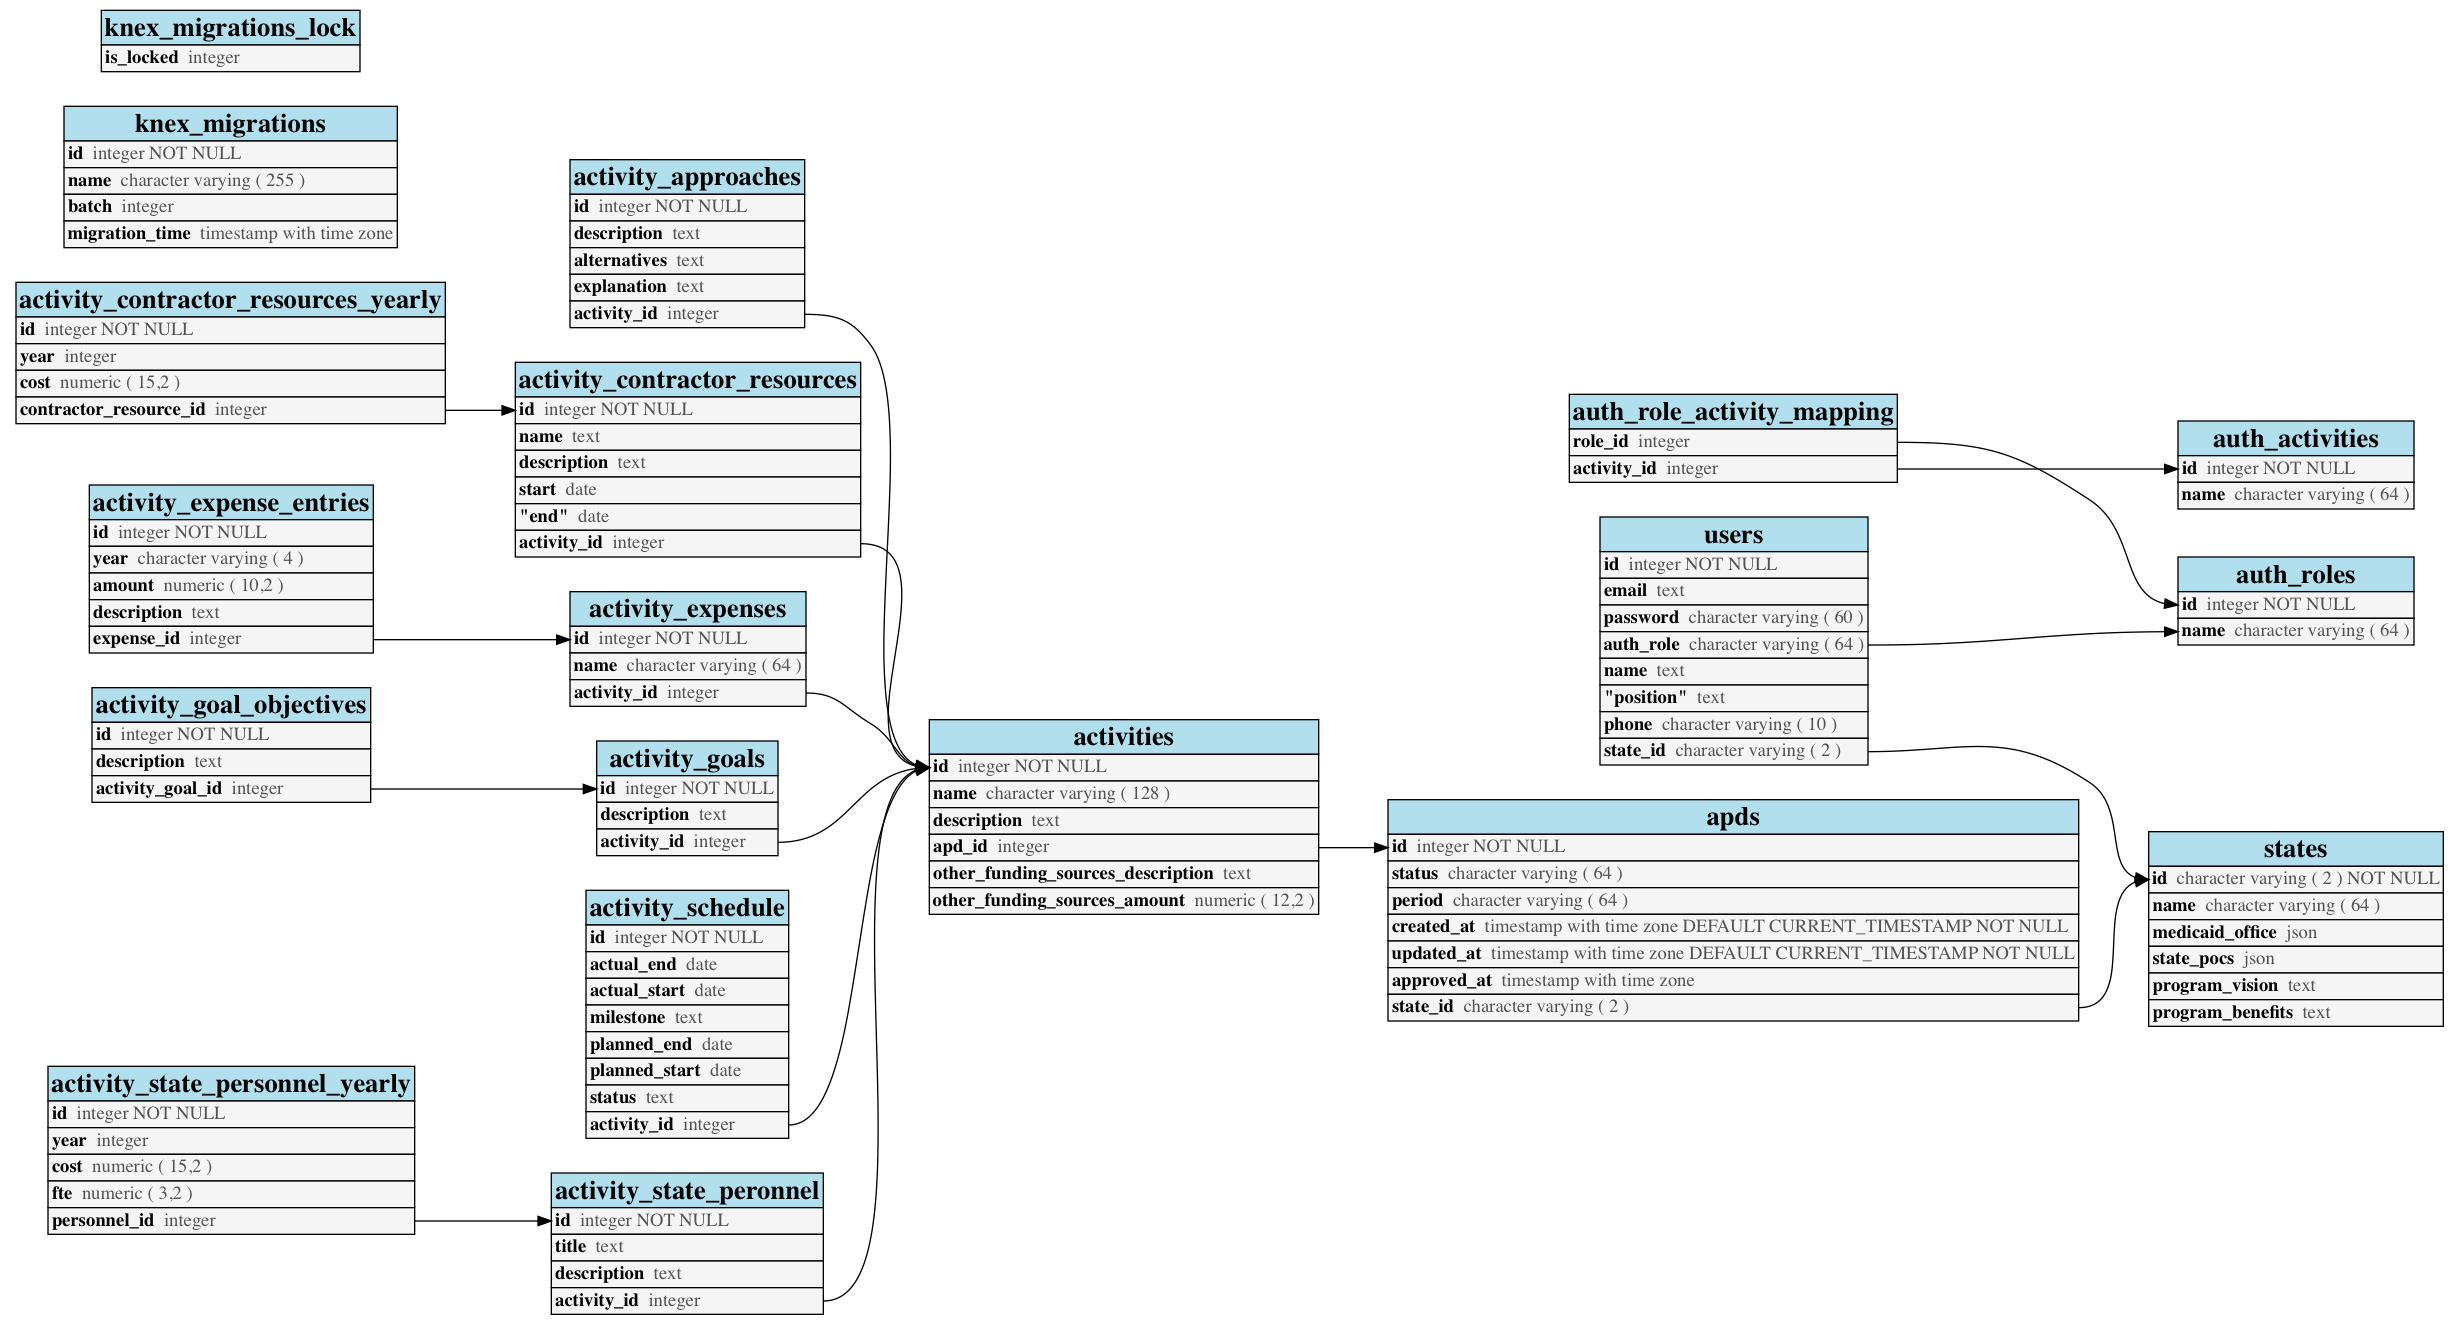 knex_migrations_lock
is_locked integer
knex_migrations
id integer NOT NULL
name character varying ( 255 )
batch integer
migration_time timestamp with time zone
activity_contractor_resources_yearly
id integer NOT NULL
year integer
cost numeric ( 15,2 )
contractor_resource_id integer
activity_expense_entries
id integer NOT NULL
year character varying ( 4 )
amount numeric ( 10,2 )
description text
expense_id integer
activity_goal_objectives
id integer NOT NULL
description text
activity_goal_id integer
activity_state_personnel_yearly
id integer NOT NULL
year integer
cost numeric ( 15,2 )
fte numeric ( 3,2 )
personnel_id integer
activity_approaches
id integer NOT NULL
description text
alternatives text
explanation text
activity_id integer
activity_contractor_resources
id integer NOT NULL
name text
description text
start date
"end" date
activity_id integer
activity_expenses
id integer NOT NULL
name character varying ( 64 )
activity_id integer
activity_goals
id integer NOT NULL
description text
activity_id integer
activity_schedule
id integer NOT NULL
actual_end date
actual_start date
milestone text
planned_end date
planned_start date
status text
activity_id integer
activity_state_peronnel
id integer NOT NULL
title text
description text
activity_id integer
activities
id integer NOT NULL
name character varying ( 128 )
description text
apd_id integer
other_funding_sources_description text
other_funding_sources_amount numeric ( 12,2 )
auth_role_activity_mapping
role_id integer
activity_id integer
users
id integer NOT NULL
email text
password character varying ( 60 )
auth_role character varying ( 64 )
name text
"position" text
phone character varying ( 10 )
state_id character varying ( 2 )
apds
id integer NOT NULL
status character varying ( 64 )
period character varying ( 64 )
created_at timestamp with time zone DEFAULT CURRENT_TIMESTAMP NOT NULL
updated_at timestamp with time zone DEFAULT CURRENT_TIMESTAMP NOT NULL
approved_at timestamp with time zone
state_id character varying ( 2 )
auth_activities
id integer NOT NULL
name character varying ( 64 )
auth_roles
id integer NOT NULL
name character varying ( 64 )
states
id character varying ( 2 ) NOT NULL
name character varying ( 64 )
medicaid_office json
state_pocs json
program_vision text
program_benefits text